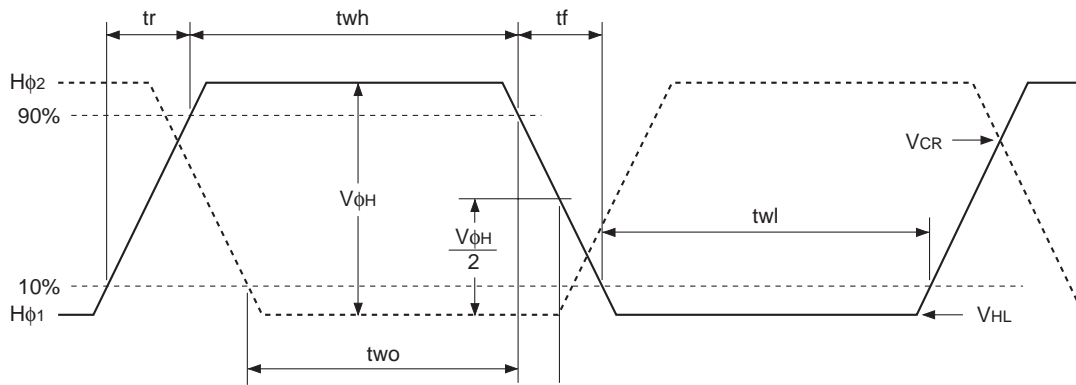 tr
twh
tf
Hϕ2
90%
VCR
VϕH
twl
VϕH
2
10%
Hϕ1
VHL
two